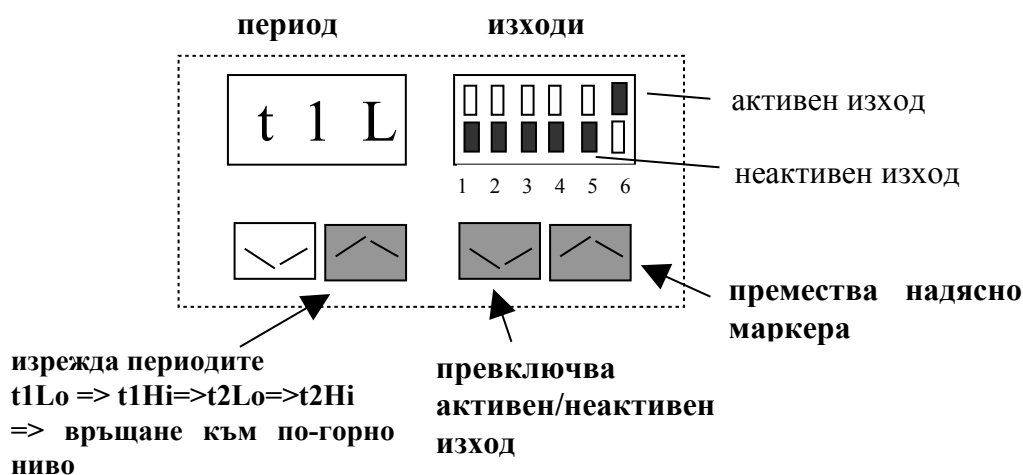 период изходи
t 1 L
активен изход
неактивен изход
1 2 3 4 5 6
премества надясно
маркера
изрежда периодите
t1Lo => t1Hi=>t2Lo=>t2Hi
=> връщане към по-горно
ниво
превключва
активен/неактивен
изход